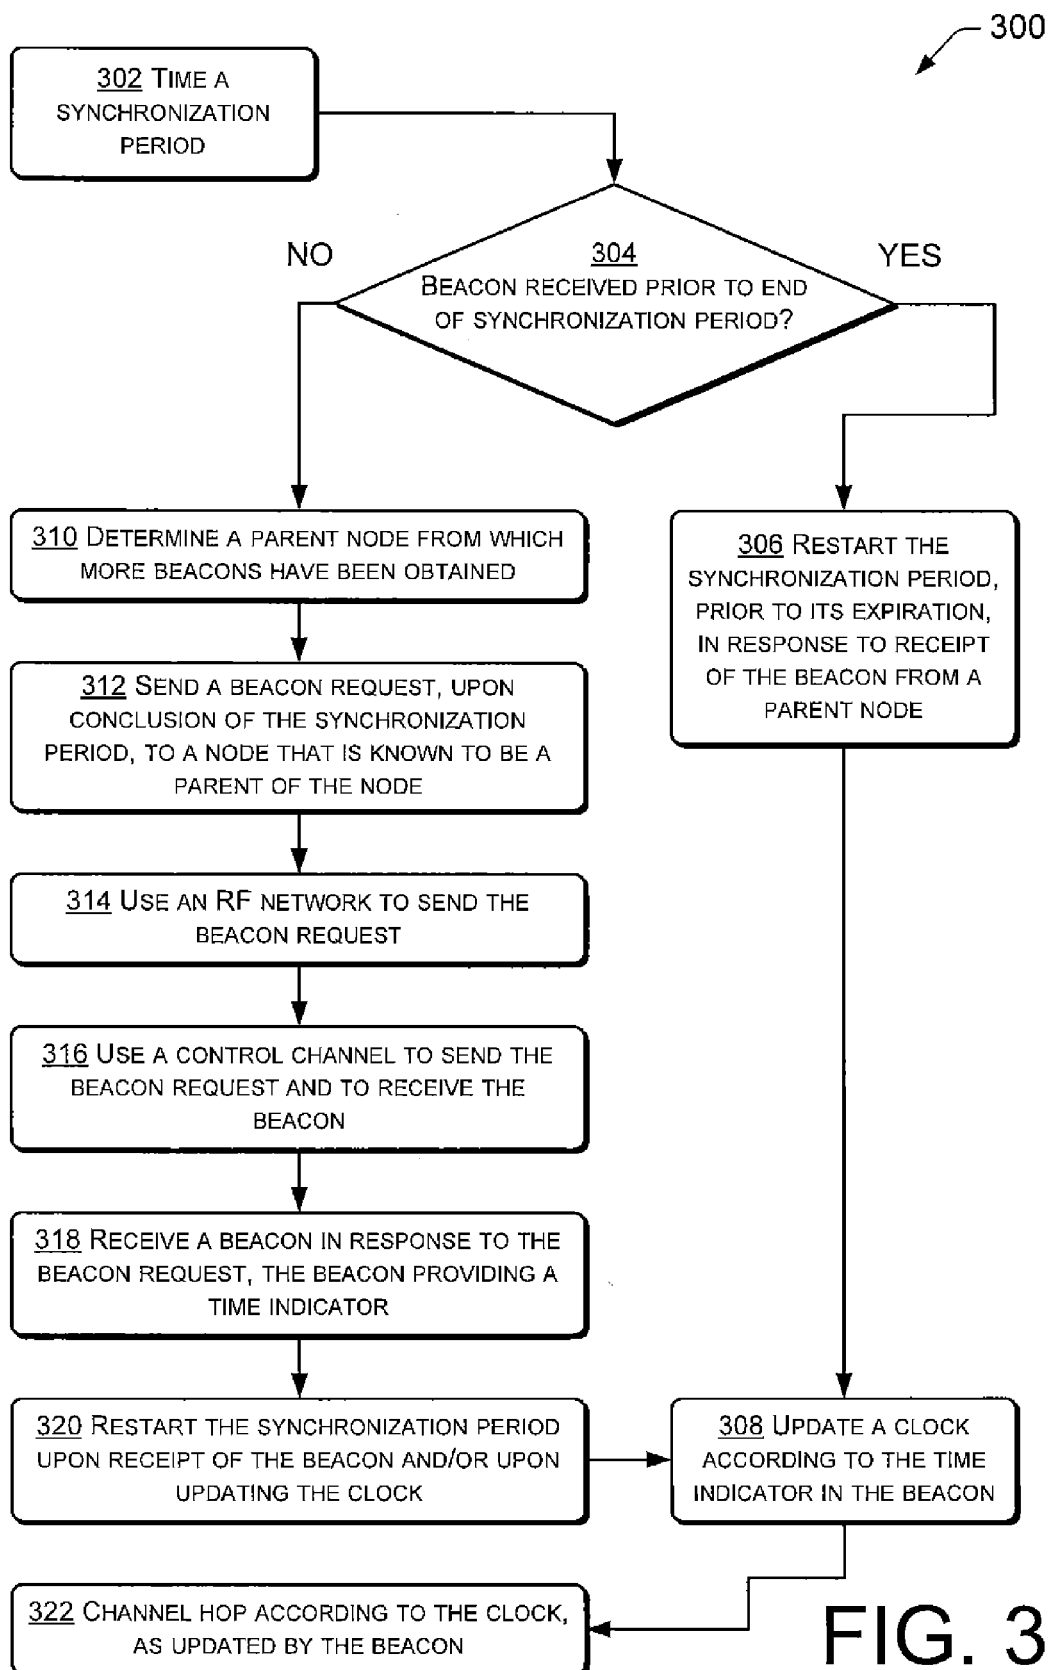 300
302 TIME A
SYNCHRONIZATION
PERIOD
NO
YES
304
BEACON RECEIVED PRIOR TO END
OF SYNCHRONIZATION PERIOD?
310 DETERMINE A PARENT NODE FROM WHICH
MORE BEACONS HAVE BEEN OBTAINED
306 RESTART THE
SYNCHRONIZATION PERIOD,
PRIOR TO ITS EXPIRATION,
IN RESPONSE TO RECEIPT
OF THE BEACON FROM A
PARENT NODE
312 SEND A BEACON REQUEST, UPON
CONCLUSION OF THE SYNCHRONIZATION
PERIOD, TO A NODE THAT IS KNOWN TO BE A
PARENT OF THE NODE
314 USE AN RF NETWORK TO SEND THE
BEACON REQUEST
316 USE A CONTROL CHANNEL TO SEND THE
BEACON REQUEST AND TO RECEIVE THE
BEACON
318 RECEIVE A BEACON IN RESPONSE TO THE
BEACON REQUEST, THE BEACON PROVIDING A
TIME INDICATOR
320 RESTART THE SYNCHRONIZATION PERIOD
UPON RECEIPT OF THE BEACON AND/OR UPON
UPDATING THE CLOCK
308 UPDATE A CLOCK
ACCORDING TO THE TIME
INDICATOR IN THE BEACON
322 CHANNEL HOP ACCORDING TO THE CLOCK,
AS UPDATED BY THE BEACON
FIG. 3